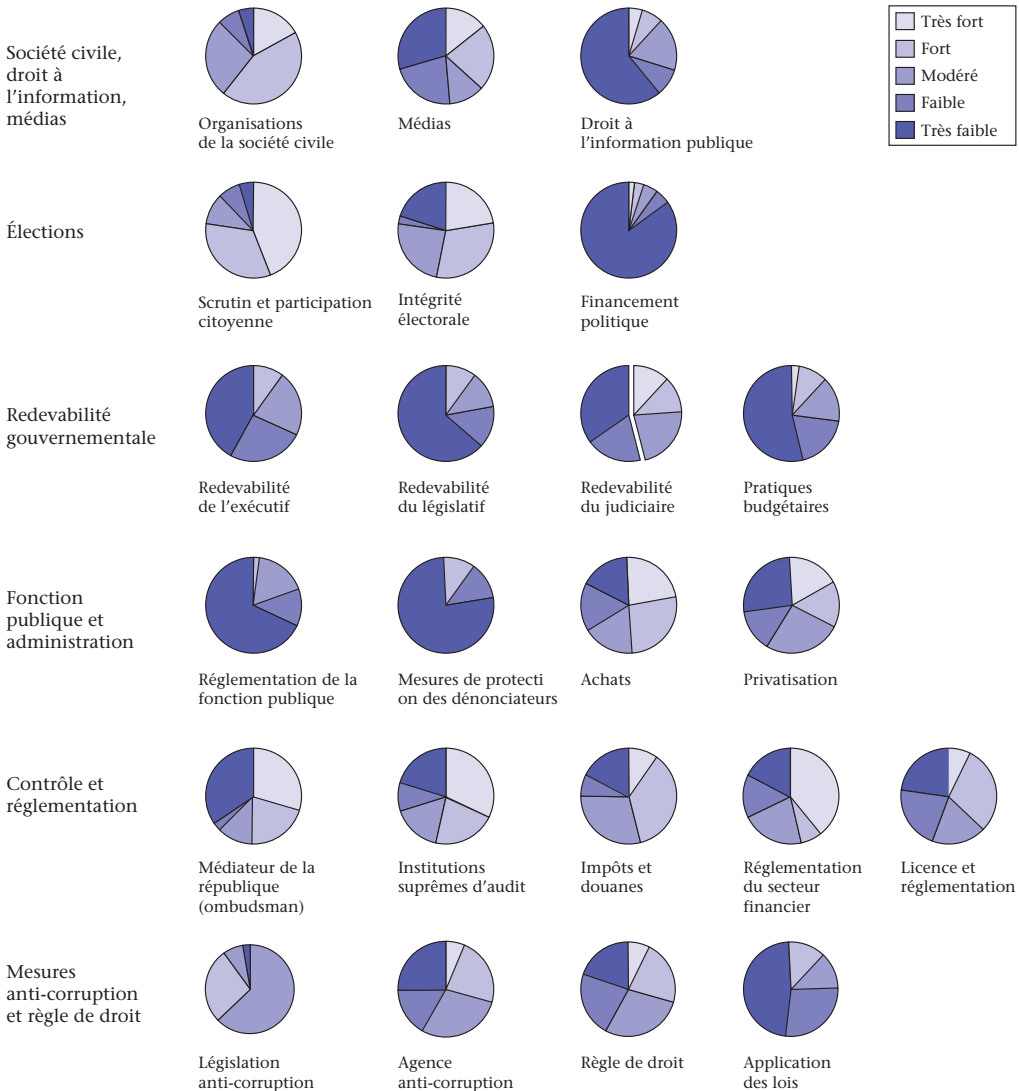 Très fort
Fort
Modéré
Faible
Très faible
Société civile,
droit à
l'information,
médias
Organisations
de la société civile
Médias
Droit à
l'information publique
Élections
Scrutin et participation
citoyenne
Intégrité
électorale
Financement
politique
Redevabilité
gouvernementale
Redevabilité
de l'exécutif
Redevabilité
du législatif
Redevabilité
du judiciaire
Pratiques
budgétaires
Fonction
publique et
administration
Réglementation de la
fonction publique
Mesures de protecti
on des dénonciateurs
Achats
Privatisation
Contrôle et
réglementation
Médiateur de la
république
(ombudsman)
Institutions
suprêmes d'audit
Impôts et
douanes
Réglementation
du secteur
financier
Licence et
réglementation
Mesures
anti-corruption
et règle de droit
Législation
anti-corruption
Agence
anti-corruption
Règle de droit
Application
des lois